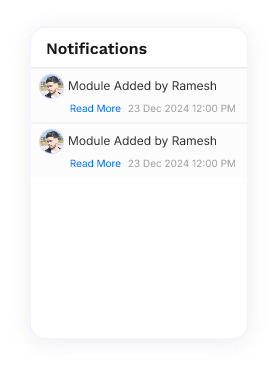 Notifications
Module Added by Ramesh
Read More 23 Dec 2024 12:00 PM
Module Added by Ramesh
Read More 23 Dec 2024 12:00 PM